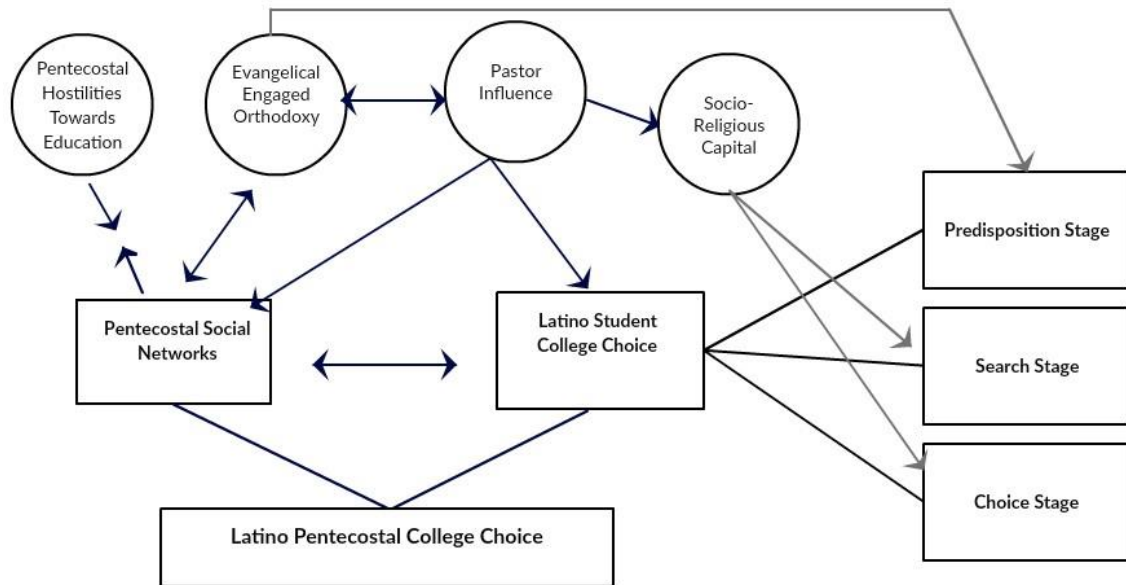 Pentecostal
Hostilities
Towards
Education
Evangelical
Engaged
Orthodoxy
Pastor
Influence
Socio-
Religious
Capital
Predisposition Stage
Pentecostal Social
Networks
Latino Student
College Choice
Search Stage
Choice Stage
Latino Pentecostal College Choice